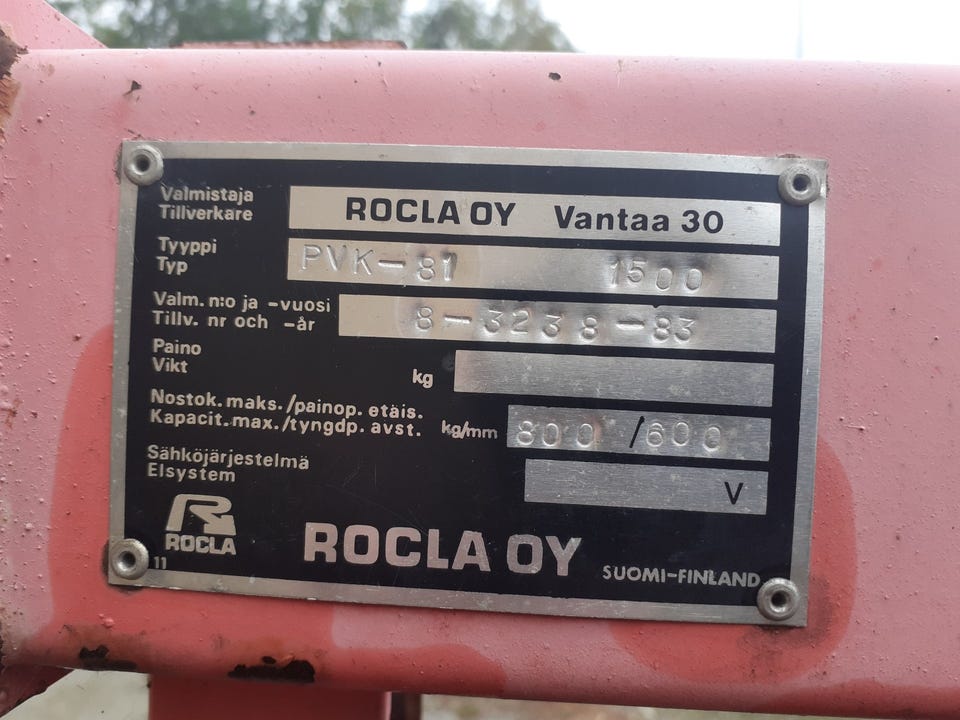 Valmistaja
Tillverkare
ROCLA OY Vantaa 30
Tyyppi
Typ
PVK-81 1500
Valm. n:o ja -vuosi
Tillv. nr och -år
8-3238-83
Paino
Vikt
kg
Nostok. maks./painop. etäis.
Kapacit. max./tyngdp. avst.
kg/mm
800 /600
Sähköjärjestelmä
Elsystem
V
R
ROCLA
11
ROCLA OY
SUOMI-FINLAND